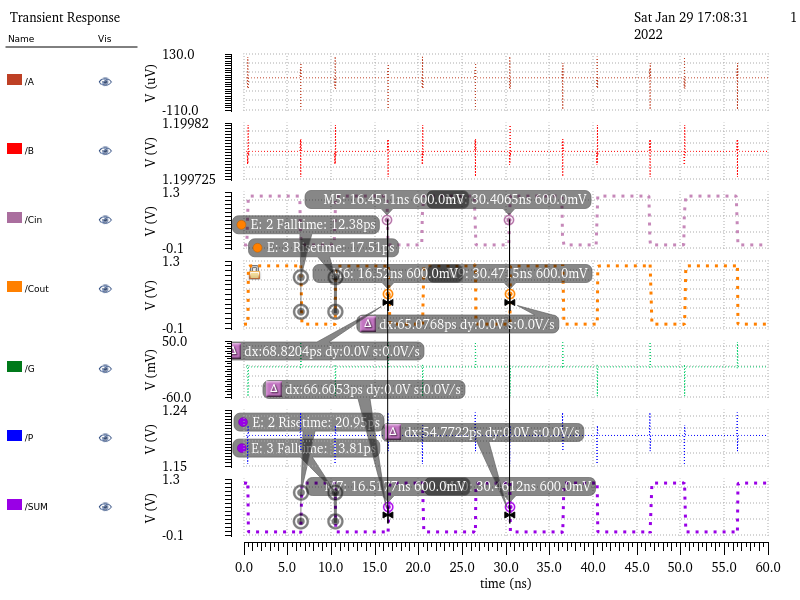 Transient Response
Sat Jan 29 17:08:31 1
2022
Name Vis
/A
/B
/Cin
/Cout
/G
/P
/SUM
130.0
V (uV)
-110.0
1.19982
V (V)
1.199725
1.3
V (V)
-0.1
M5: 16.4511ns 600.0mV
30.4065ns 600.0mV
E: 2 Falltime: 12.38ps
E: 3 Risetime: 17.51ps
1.3
V (V)
-0.1
16.52ns 600.0mV
30.4715ns 600.0mV
dx:65.0768ps dy:0.0V s:0.0V/s
dx:68.8204ps dy:0.0V s:0.0V/s
50.0
V (mV)
-60.0
dx:66.6053ps dy:0.0V s:0.0V/s
1.24
V (V)
1.15
E: 2 Risetime:
dx:54.7722ps dy:0.0V s:0.0V/s
E: 3 Falltime:
1.3
V (V)
-0.1
600.0mV
600.0mV
0.0 5.0 10.0 15.0 20.0 25.0 30.0 35.0 40.0 45.0 50.0 55.0 60.0
time (ns)